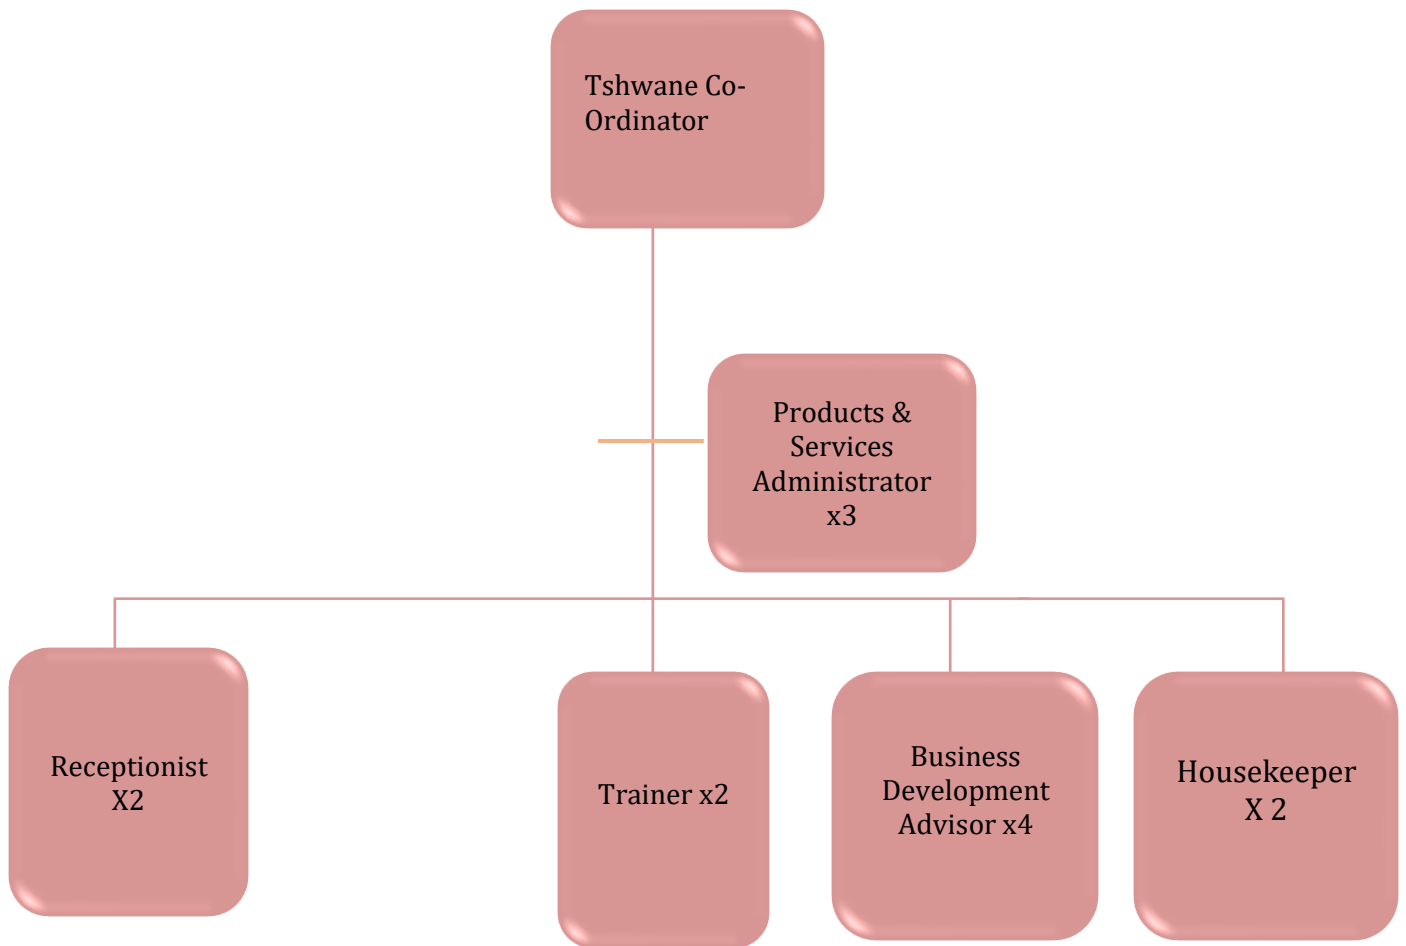 Tshwane Co-
Ordinator
Products &
Services
Administrator
x3
Receptionist
X2
Trainer x2
Business
Development
Advisor x4
Housekeeper
X 2